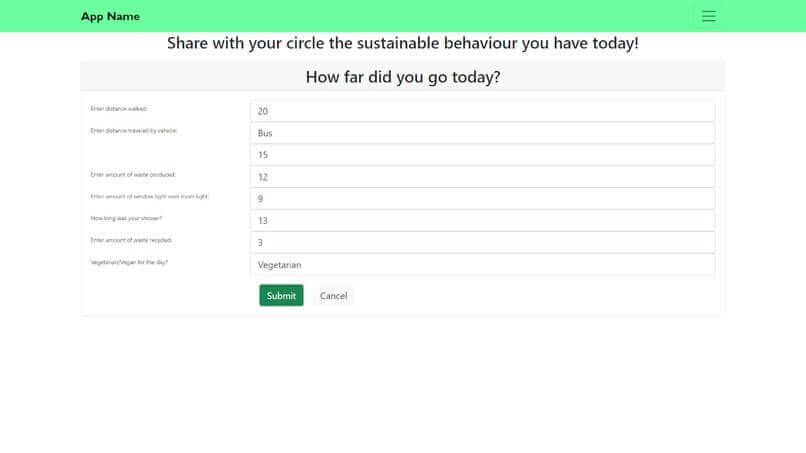 App Name
Share with your circle the sustainable behaviour you have today!
How far did you go today?
Enter distance walked:
20
Enter distance traveled by vehicle:
Bus
15
Enter amount of waste produced:
12
Enter amount of window light over room light:
9
How long was your shower?
13
Enter amount of waste recycled:
3
Vegetarian/Vegan for the day?
Vegetarian
Submit
Cancel